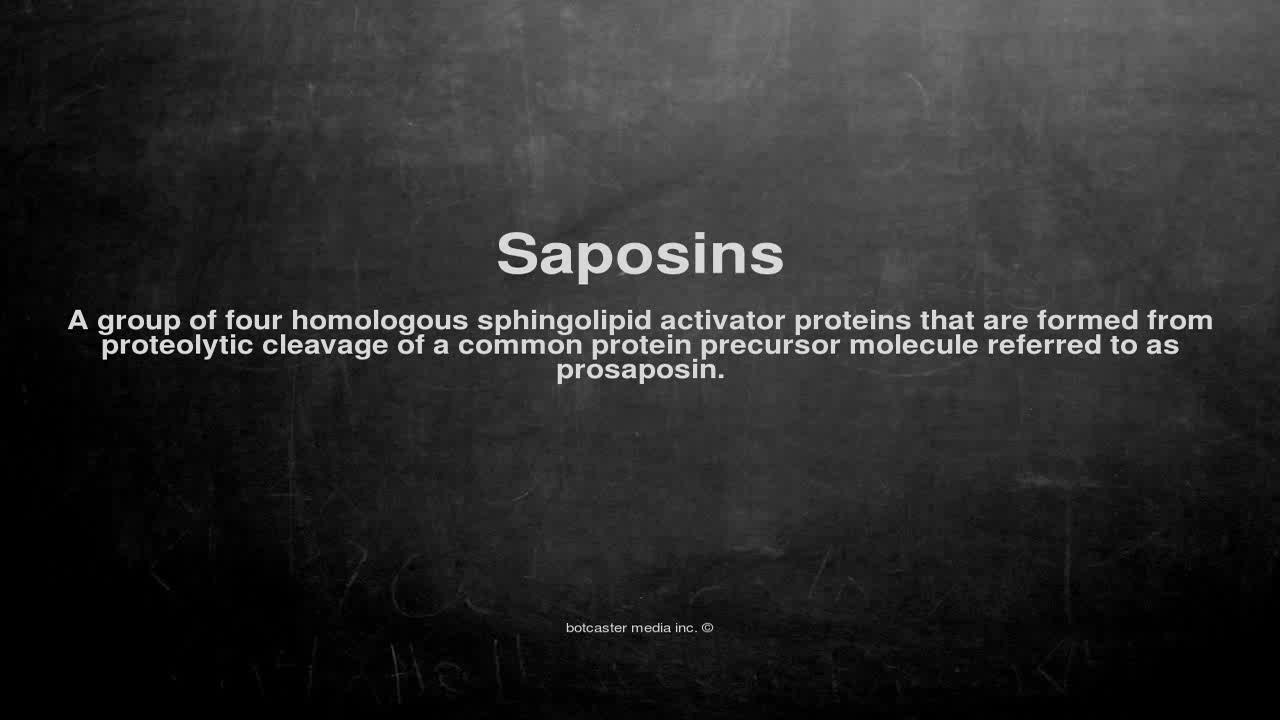 Saposins
A group of four homologous sphingolipid activator proteins that are formed from
proteolytic cleavage of a common protein precursor molecule referred to as
prosaposin.
botcaster media inc. ©